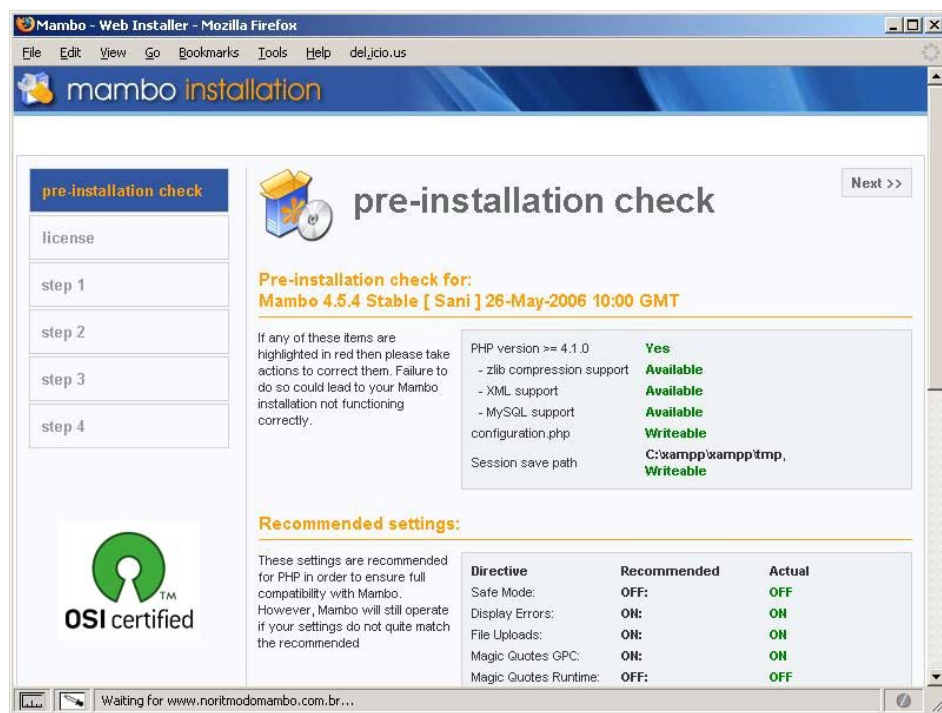 Mambo - Web Installer - Mozilla Firefox
File Edit View Go Bookmarks Tools Help del.icio.us
mambo installation
pre-installation check
license
step 1
step 2
step 3
step 4
OSI certified TM
pre-installation check
Next >>
Pre-installation check for:
Mambo 4.5.4 Stable [ Sani ] 26-May-2006 10:00 GMT
If any of these items are
highlighted in red then please take
actions to correct them. Failure to
do so could lead to your Mambo
installation not functioning
correctly.
PHP version >= 4.1.0 Yes
- zlib compression support Available
- XML support Available
- MySQL support Available
configuration.php Writeable
Session save path C:\xampp\xampp\tmp,
Writeable
Recommended settings:
These settings are recommended
for PHP in order to ensure full
compatibility with Mambo.
However, Mambo will still operate
if your settings do not quite match
the recommended
Directive Recommended Actual
Safe Mode: OFF: OFF
Display Errors: ON: ON
File Uploads: ON: ON
Magic Quotes GPC: ON: ON
Magic Quotes Runtime: OFF: OFF
Waiting for www.noritmodomambo.com.br...